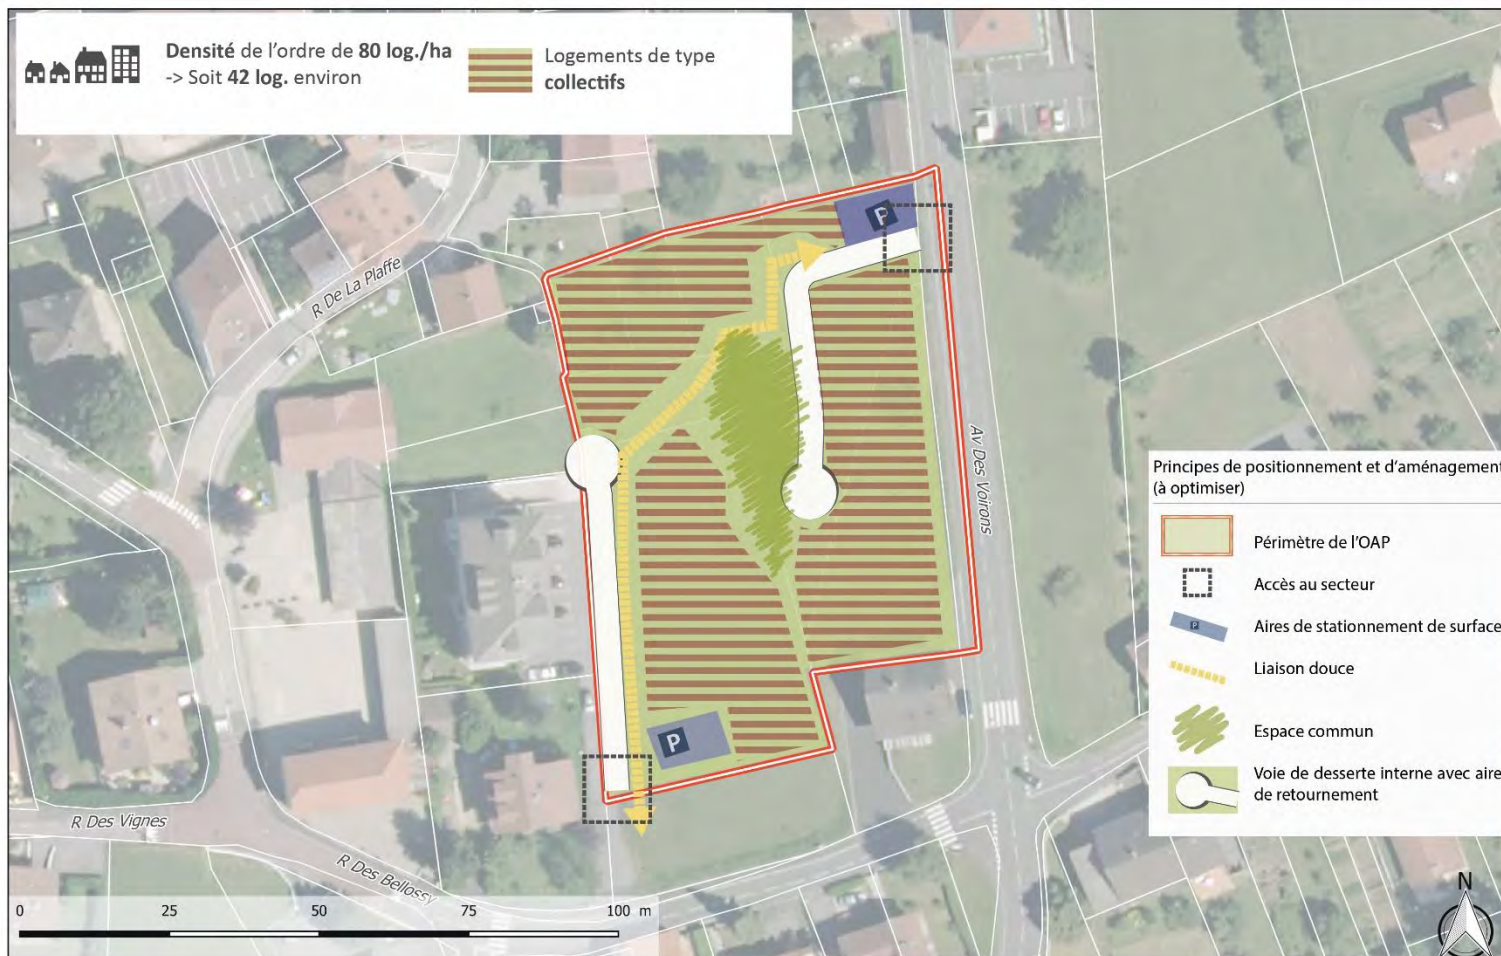 Densité de l'ordre de 80 log./ha
-> Soit 42 log. environ
Logements de type
collectifs
R De La Plaffe
P
Av Des Voirons
P
R Des Vignes
R Des Bellossy
0 25 50 75 100 m
Principes de positionnement et d'aménagement
(à optimiser)
Périmètre de l'OAP
Accès au secteur
P
Aires de stationnement de surface
Liaison douce
Espace commun
Voie de desserte interne avec aire
de retournement
N